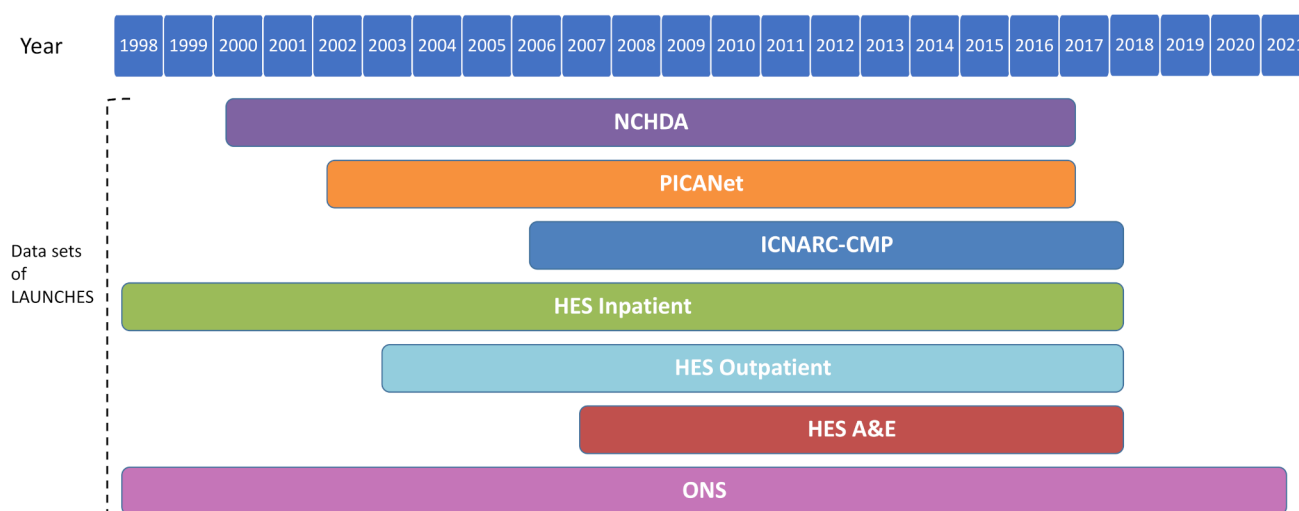 Year 1998 1999 2000 2001 2002 2003 2004 2005 2006 2007 2008 2009 2010 2011 2012 2013 2014 2015 2016 2017 2018 2019 2020 2021
NCHDA
PICANet
ICNARC-CMP
Data sets
of
LAUNCHES
HES Inpatient
HES Outpatient
HES A&E
ONS